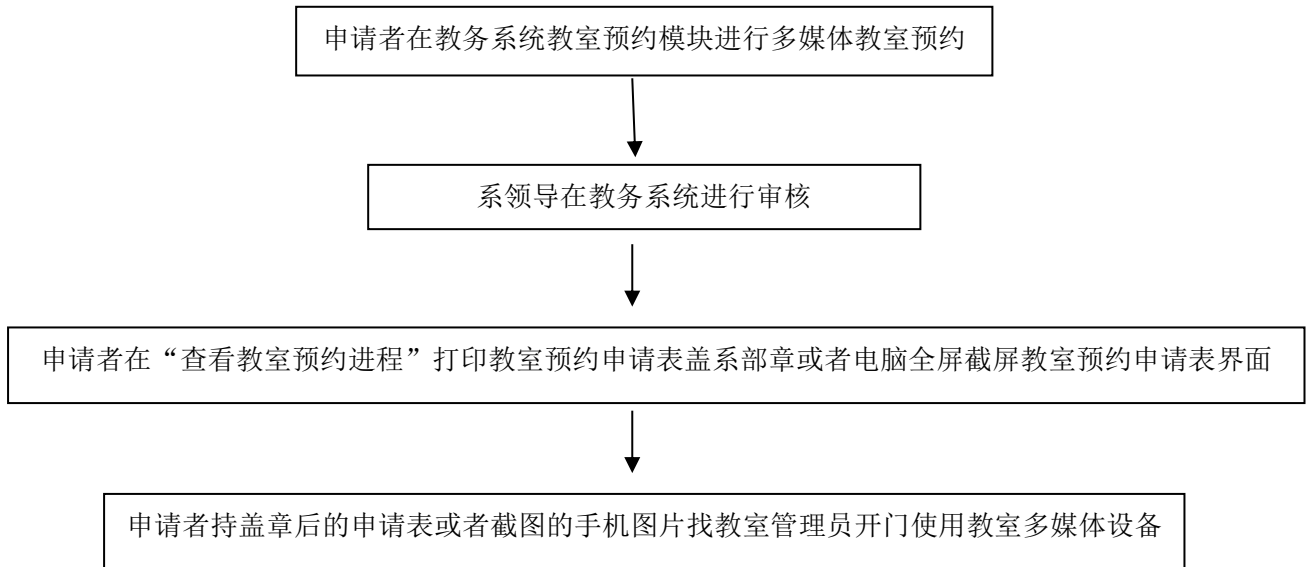 申请者在教务系统教室预约模块进行多媒体教室预约
系领导在教务系统进行审核
申请者在“查看教室预约进程”打印教室预约申请表盖系部章或者电脑全屏截屏教室预约申请表界面
申请者持盖章后的申请表或者截图的手机图片找教室管理员开门使用教室多媒体设备